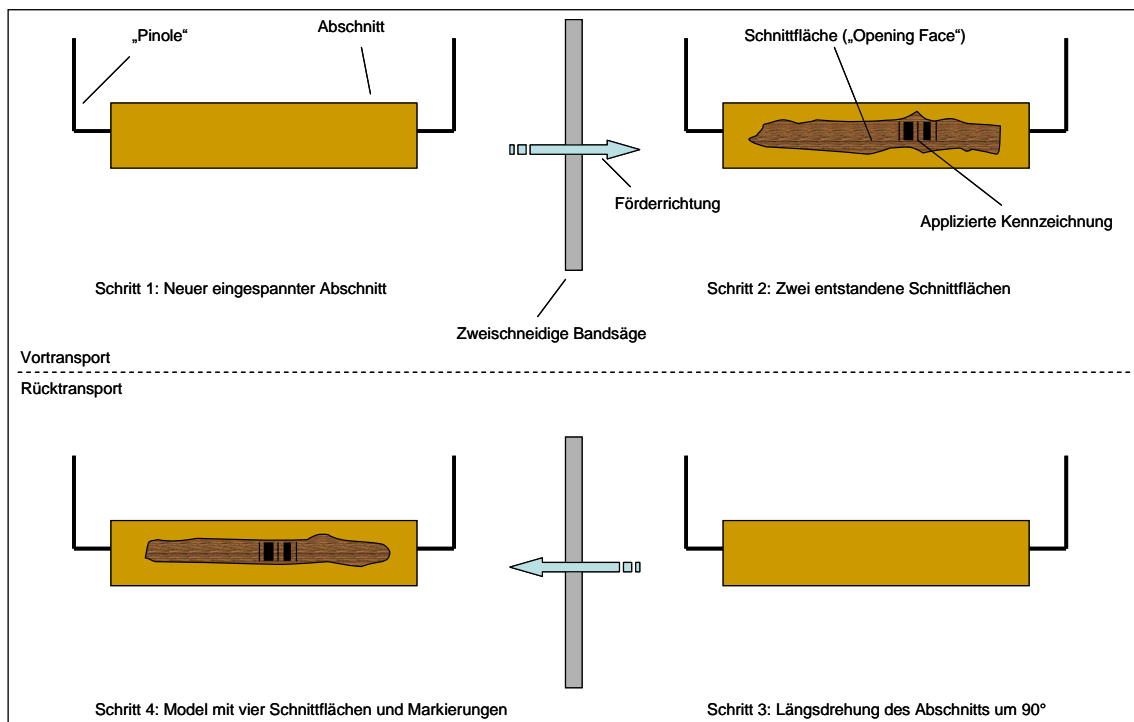 „Pinole“
Abschnitt
Schnittfläche („Opening Face“)
Förderrichtung
Applizierte Kennzeichnung
Schritt 1: Neuer eingespannter Abschnitt
Schritt 2: Zwei entstandene Schnittflächen
Zweischneidige Bandsäge
Vortransport
Rücktransport
Schritt 4: Model mit vier Schnittflächen und Markierungen
Schritt 3: Längsdrehung des Abschnitts um 90°